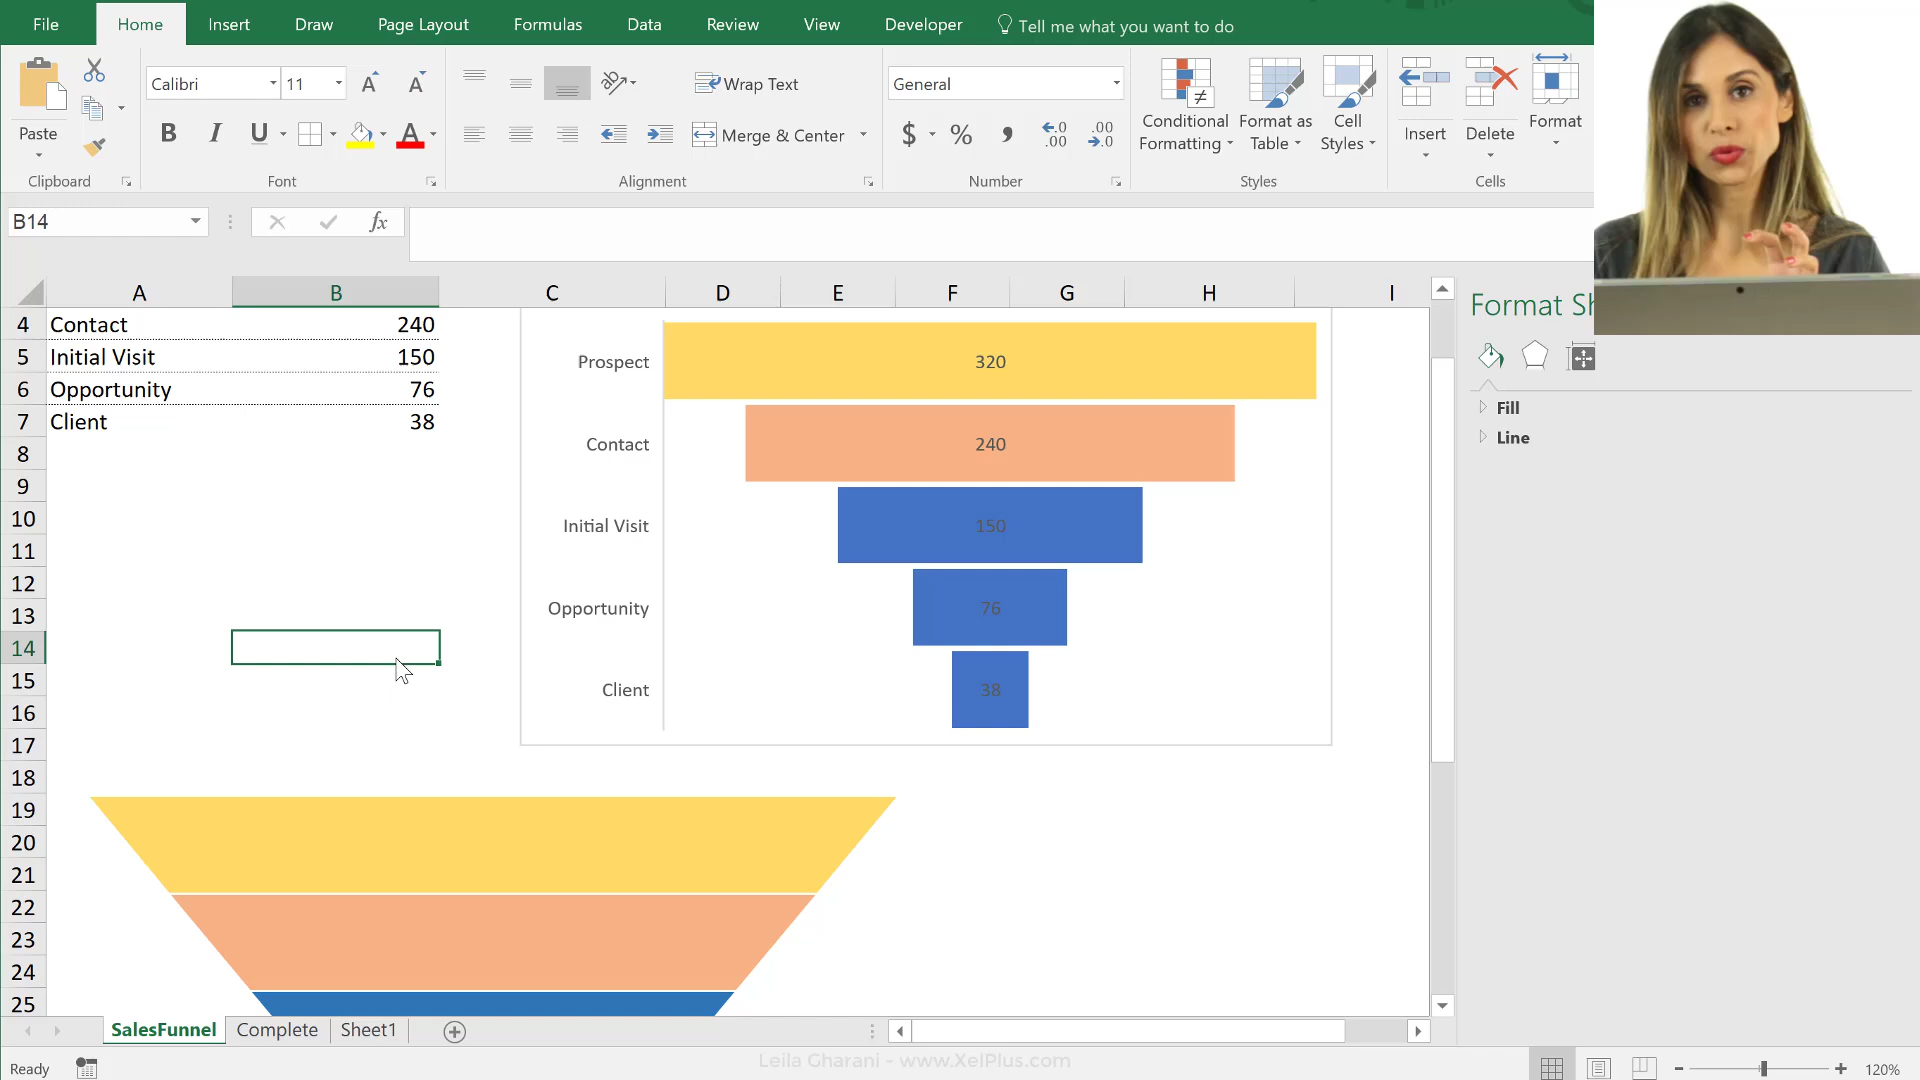 File Home Insert Draw Page Layout Formulas Data Review View Developer Tell me what you want to do
Calibri 11 Wrap Text General
Paste B I U A Merge & Center $ % , Conditional Formatting Format as Table Cell Styles Insert Delete Format
Clipboard Font Alignment Number Styles Cells
B14 fx
A B C D E F G H I
Format Sh
Fill
Line
4 Contact 240
5 Initial Visit 150
6 Opportunity 76
7 Client 38
8
9
10
11
12
13
14
15
16
17
18
19
20
21
22
23
24
25
Prospect 320
Contact 240
Initial Visit 150
Opportunity 76
Client 38
SalesFunnel Complete Sheet1
Ready
Leila Gharani - www.XelPlus.com
120%